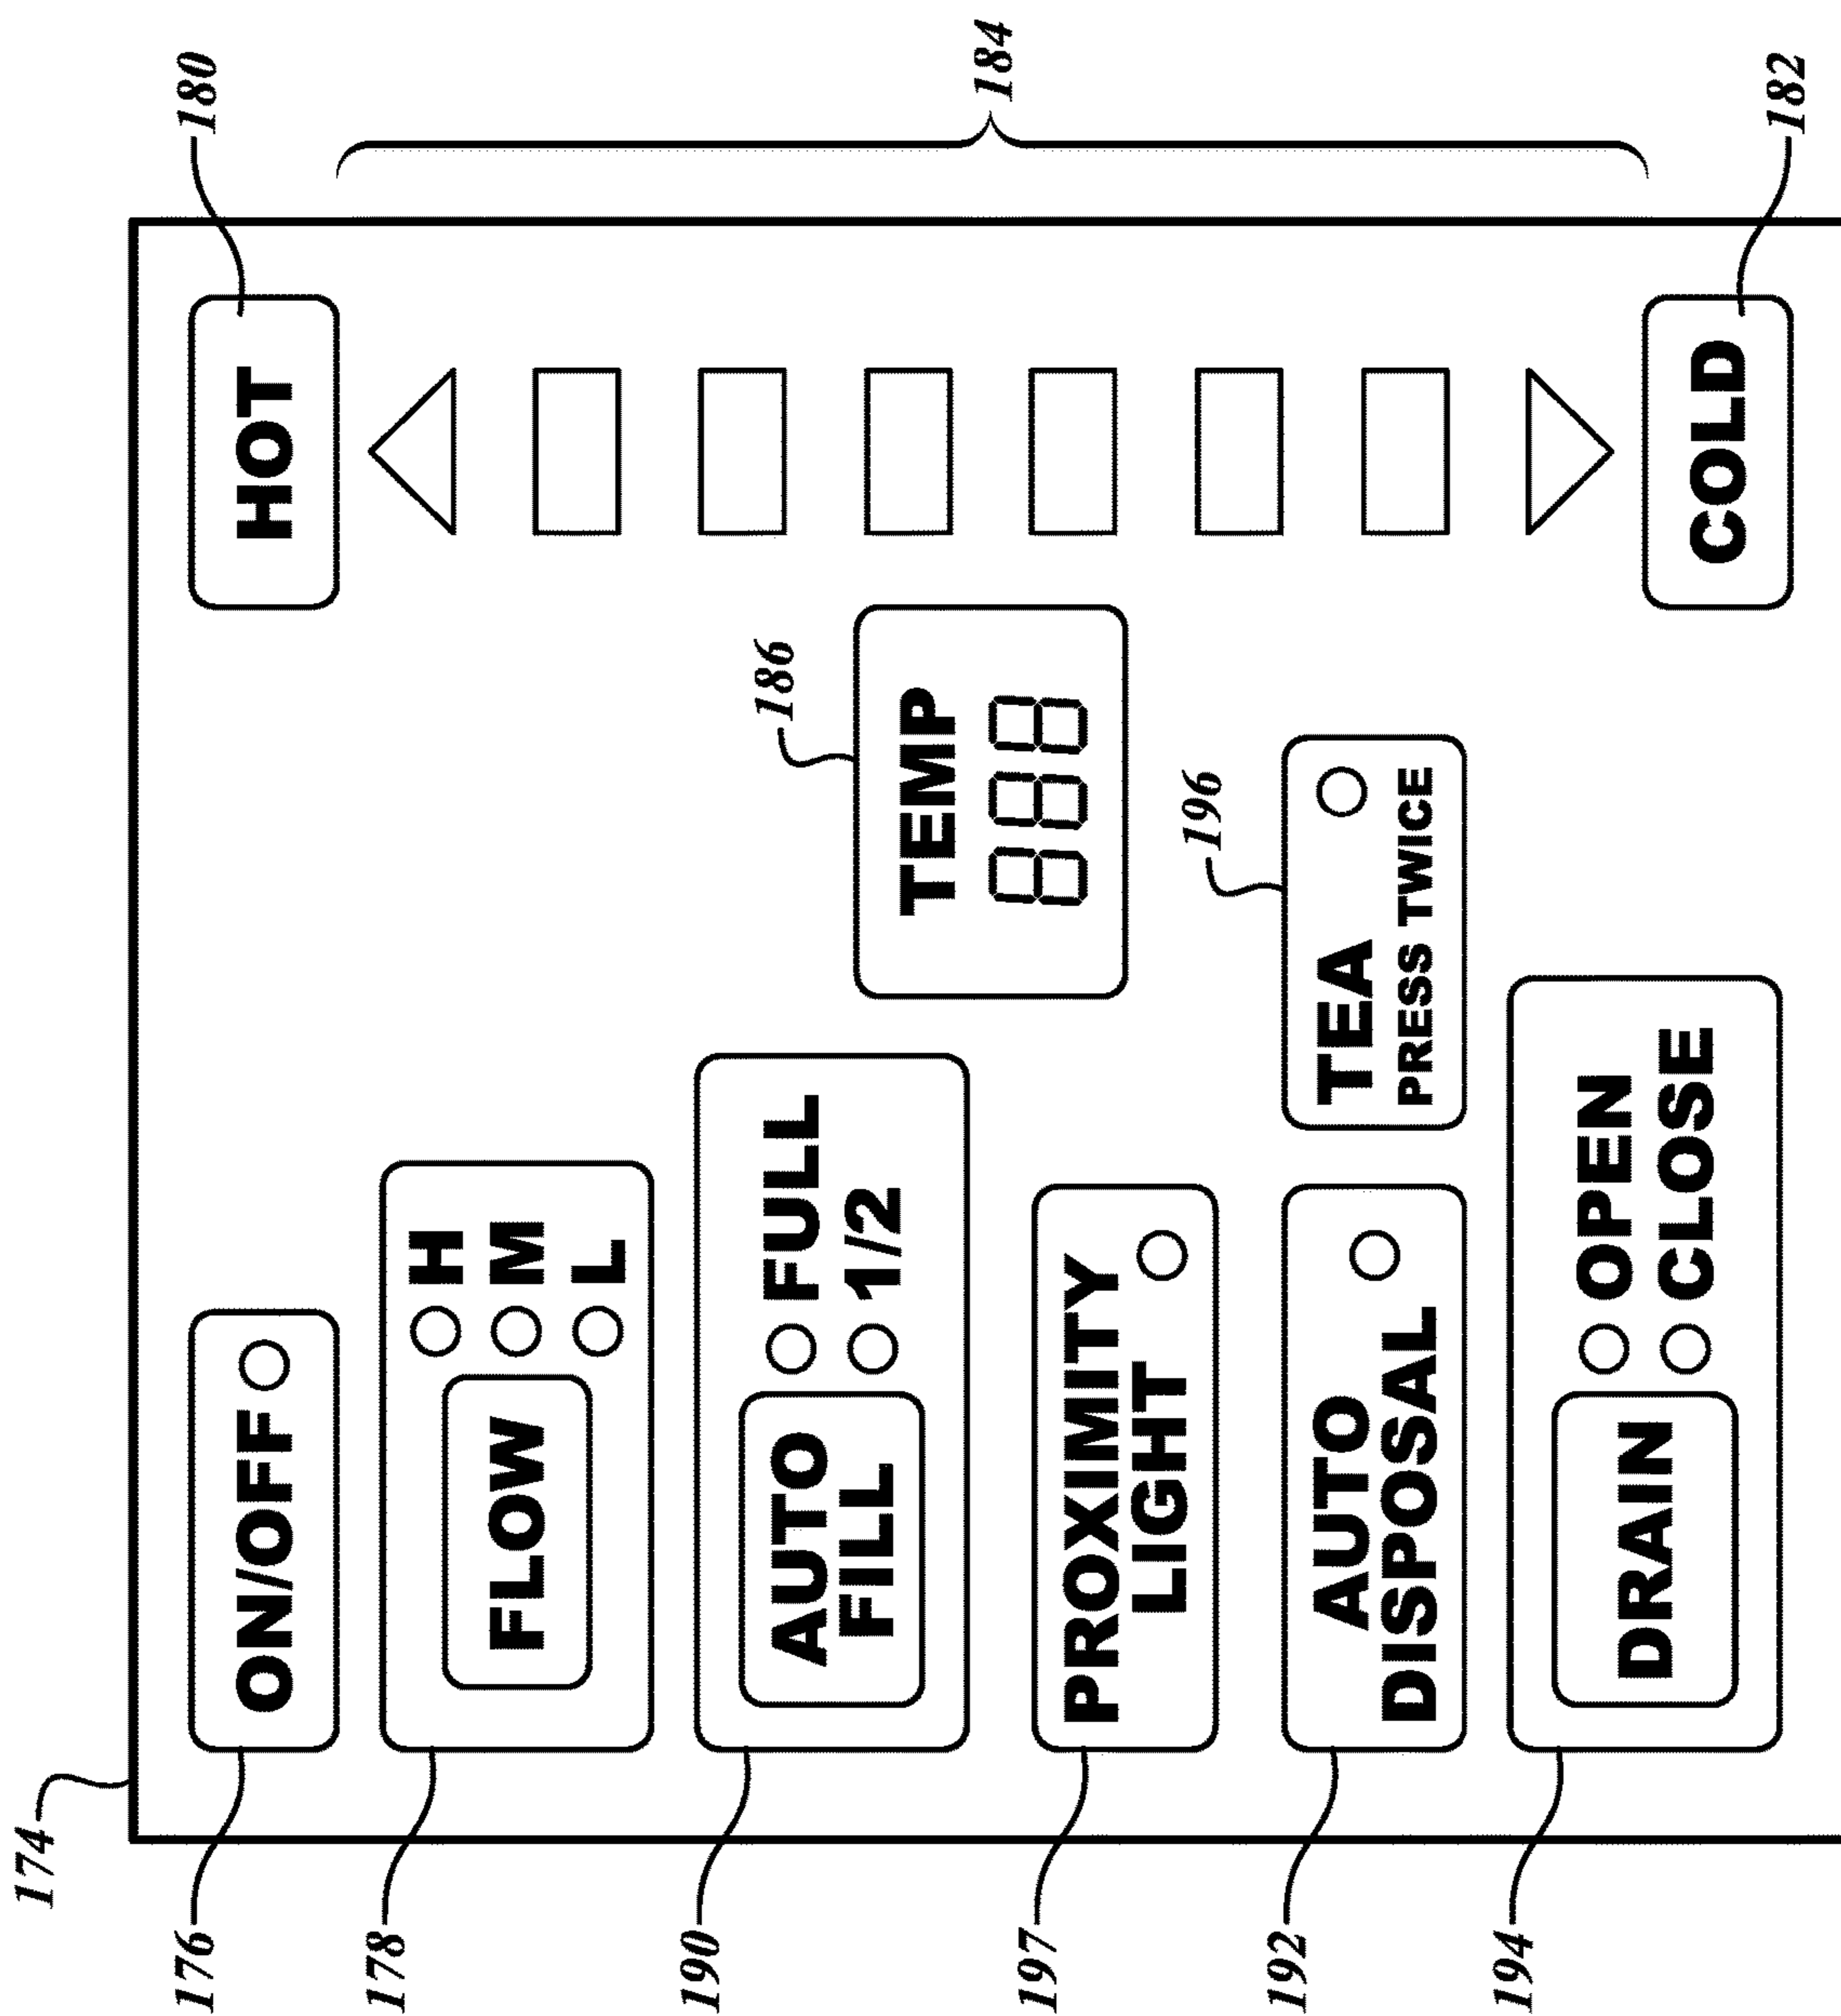 174
176
ON/OFF
178
FLOW
H
M
L
190
AUTO
FILL
FULL
1/2
197
PROXIMITY
LIGHT
192
AUTO
DISPOSAL
194
DRAIN
OPEN
CLOSE
186
TEMP
888
196
TEA
PRESS TWICE
180
HOT
184
COLD
182